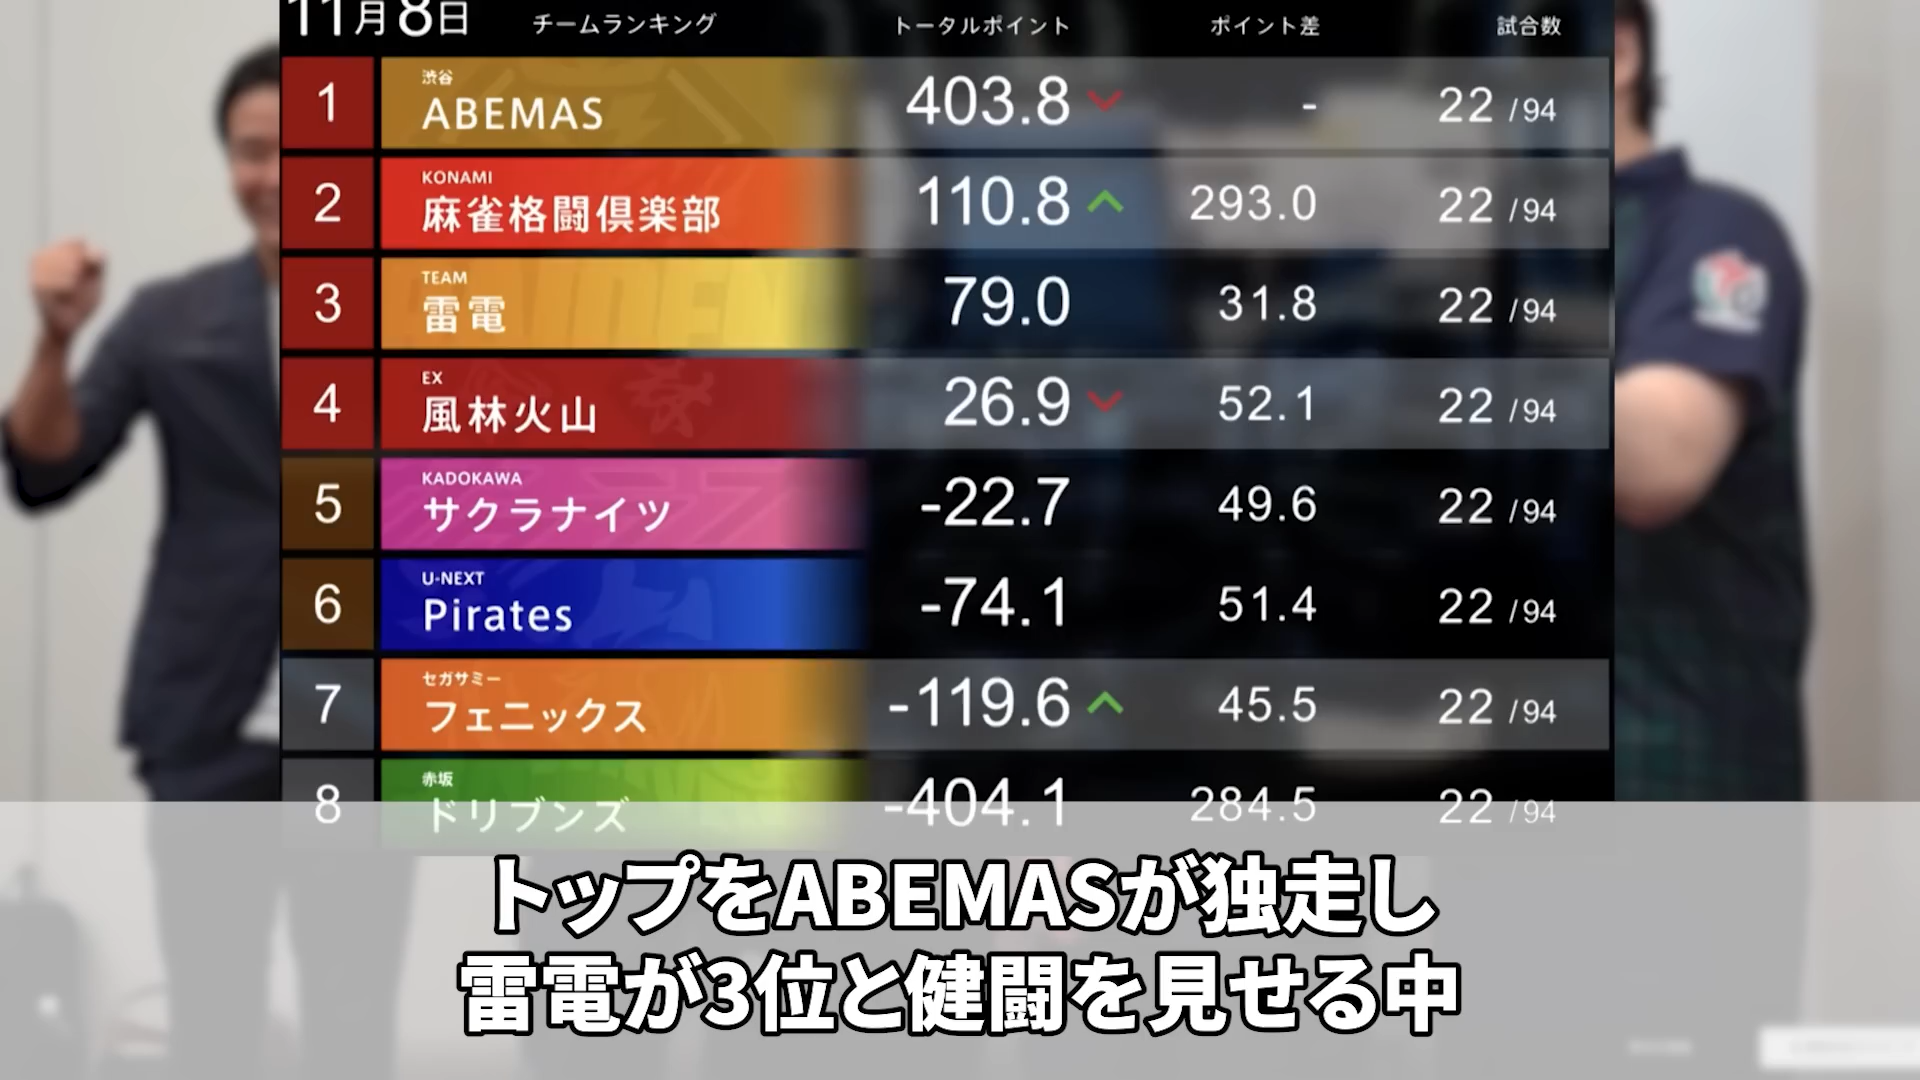 11月8日 チームランキング トータルポイント ポイント差 試合数
1 渋谷 ABEMAS 403.8 - 22 /94
2 KONAMI 麻雀格闘倶楽部 110.8 293.0 22 /94
3 TEAM 雷電 79.0 31.8 22 /94
4 EX 風林火山 26.9 52.1 22 /94
5 KADOKAWA サクラナイツ -22.7 49.6 22 /94
6 U-NEXT Pirates -74.1 51.4 22 /94
7 セガサミー フェニックス -119.6 45.5 22 /94
8 赤坂 ドリブンズ -404.1 284.5 22 /94
トップをABEMASが独走し
雷電が3位と健闘を見せる中